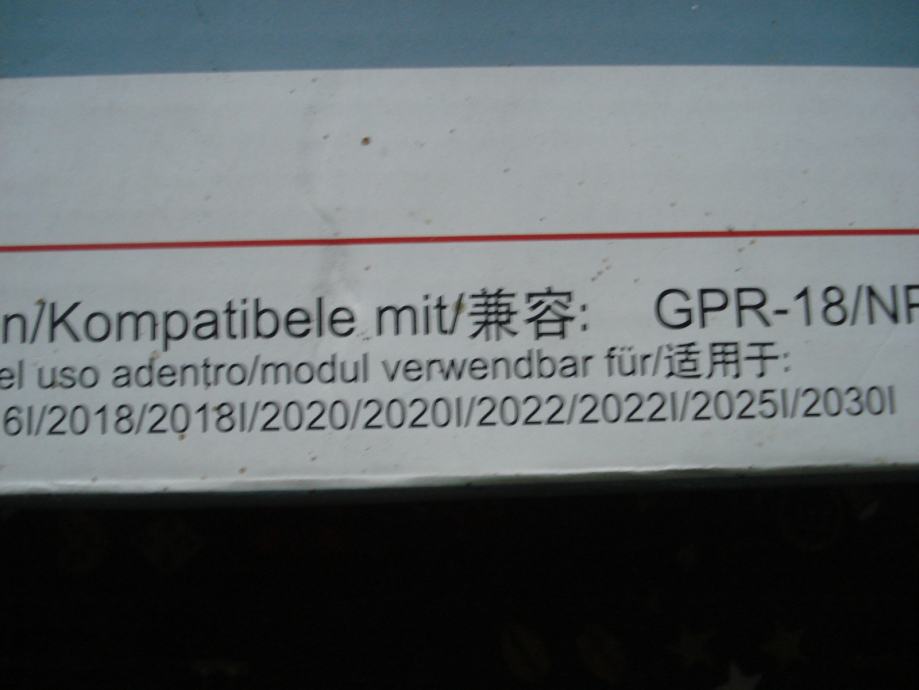 n/Kompatibele mit/兼容: GPR-18/NP
el uso adentro/modul verwendbar für/适用于:
6I/2018/2018I/2020/2020I/2022/2022I/2025I/2030I